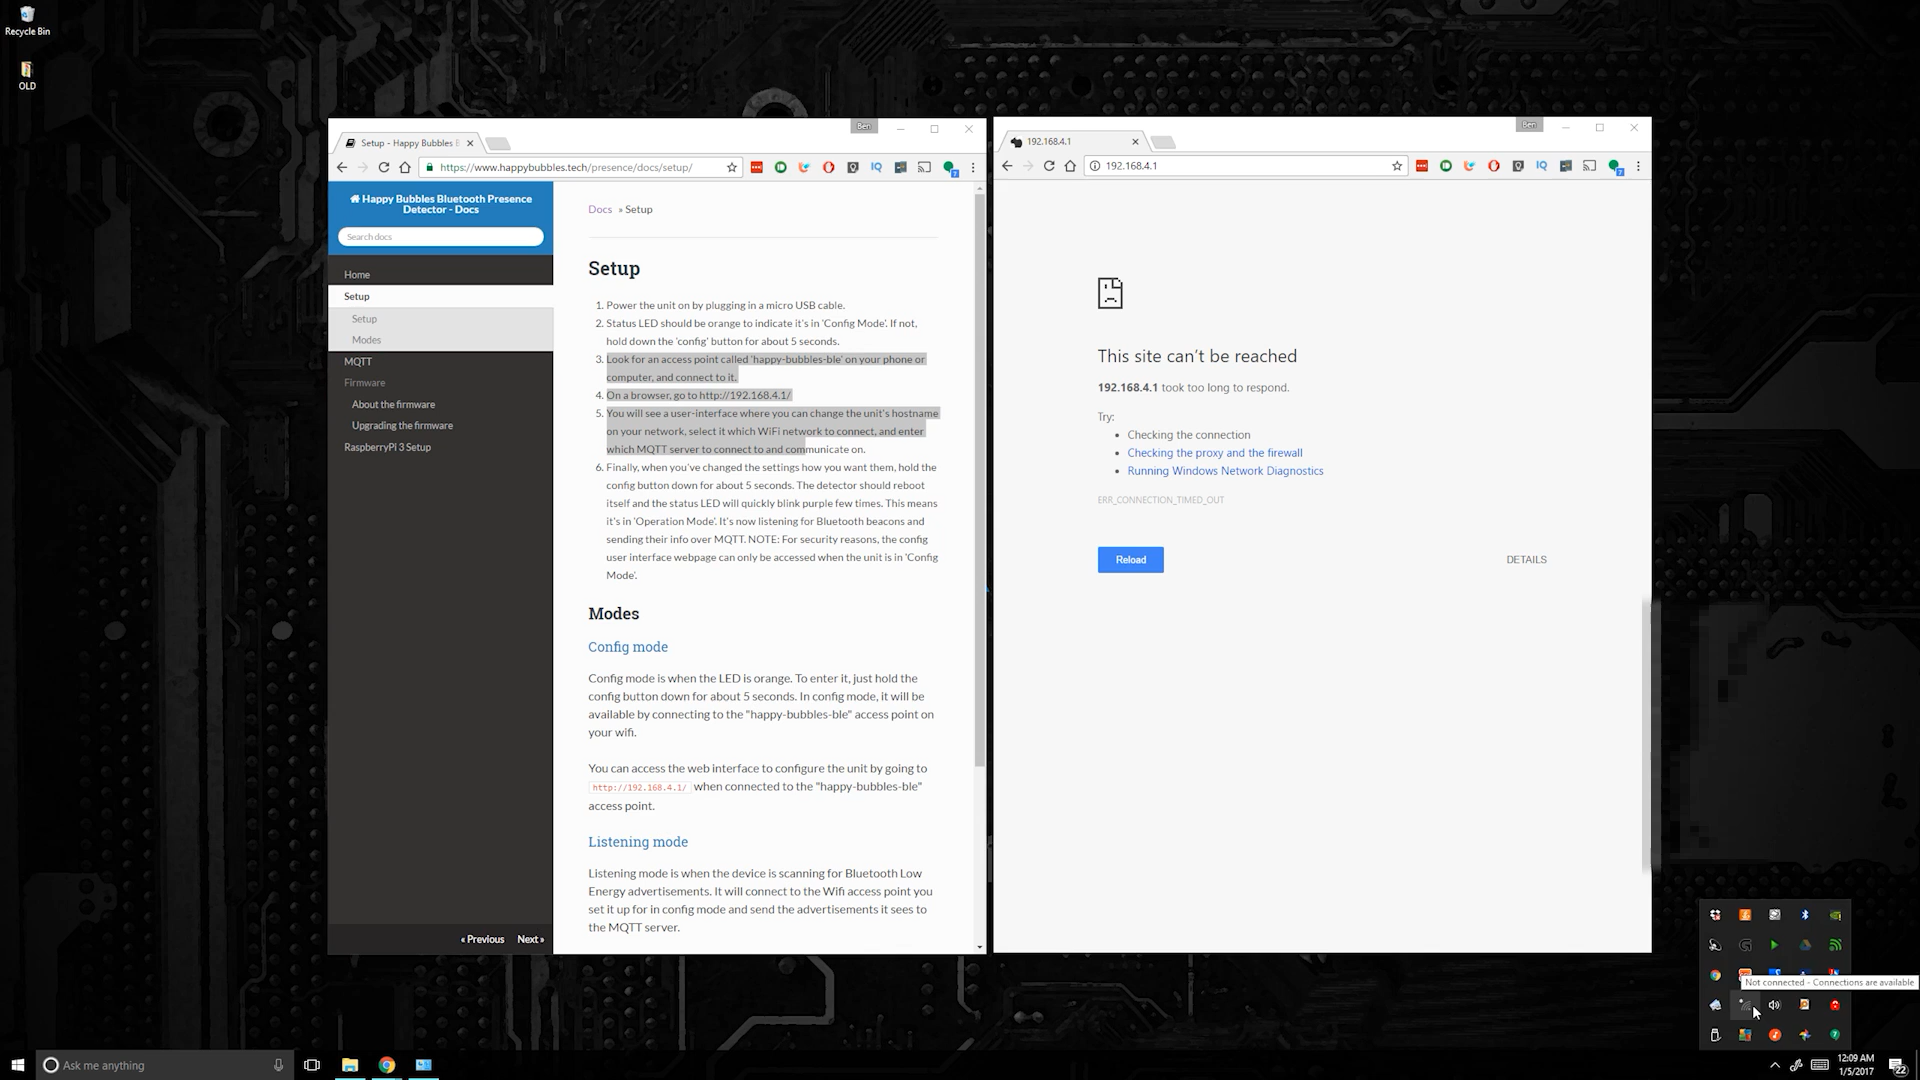 Recycle Bin
OLD
Ben
Setup - Happy Bubbles
https://www.happybubbles.tech/presence/docs/setup/
Happy Bubbles Bluetooth Presence
Detector - Docs
Search docs
Home
Setup
Setup
Modes
MQTT
Firmware
About the firmware
Upgrading the firmware
RaspberryPi 3 Setup
« Previous Next »
Docs » Setup
Setup
1. Power the unit on by plugging in a micro USB cable.
2. Status LED should be orange to indicate it's in 'Config Mode'. If not,
hold down the 'config' button for about 5 seconds.
3. Look for an access point called 'happy-bubbles-ble' on your phone or
computer, and connect to it.
4. On a browser, go to http://192.168.4.1/
5. You will see a user-interface where you can change the unit's hostname
on your network, select it which WiFi network to connect, and enter
which MQTT server to connect to and communicate on.
6. Finally, when you've changed the settings how you want them, hold the
config button down for about 5 seconds. The detector should reboot
itself and the status LED will quickly blink purple few times. This means
it's in 'Operation Mode'. It's now listening for Bluetooth beacons and
sending their info over MQTT. NOTE: For security reasons, the config
user interface webpage can only be accessed when the unit is in 'Config
Mode'.
Modes
Config mode
Config mode is when the LED is orange. To enter it, just hold the
config button down for about 5 seconds. In config mode, it will be
available by connecting to the "happy-bubbles-ble" access point on
your wifi.
You can access the web interface to configure the unit by going to
http://192.168.4.1/ when connected to the "happy-bubbles-ble"
access point.
Listening mode
Listening mode is when the device is scanning for Bluetooth Low
Energy advertisements. It will connect to the Wifi access point you
set it up for in config mode and send the advertisements it sees to
the MQTT server.
Ben
192.168.4.1
192.168.4.1
This site can't be reached
192.168.4.1 took too long to respond.
Try:
• Checking the connection
• Checking the proxy and the firewall
• Running Windows Network Diagnostics
ERR_CONNECTION_TIMED_OUT
Reload
DETAILS
Not connected - Connections are available
Ask me anything
12:09 AM
1/5/2017
22